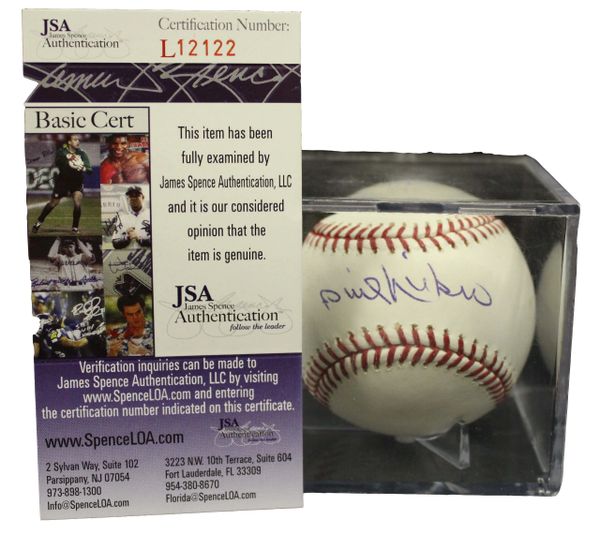 JSA
James Spence
Authentication
Certification Number:
L12122
James Spence
Basic Cert
This item has been
fully examined by
James Spence Authentication, LLC
and it is our considered
opinion that the
item is genuine.
JSA
James Spence
Authentication
follow the leader
Verification inquiries can be made to
James Spence Authentication, LLC by visiting
www.SpenceLOA.com and entering
the certification number indicated on this certificate.
JSA
Authentication
www.SpenceLOA.com
2 Sylvan Way, Suite 102
Parsippany, NJ 07054
973-898-1300
Info@SpenceLOA.com
3223 N.W. 10th Terrace, Suite 604
Fort Lauderdale, FL 33309
954-380-8670
Florida@SpenceLOA.com